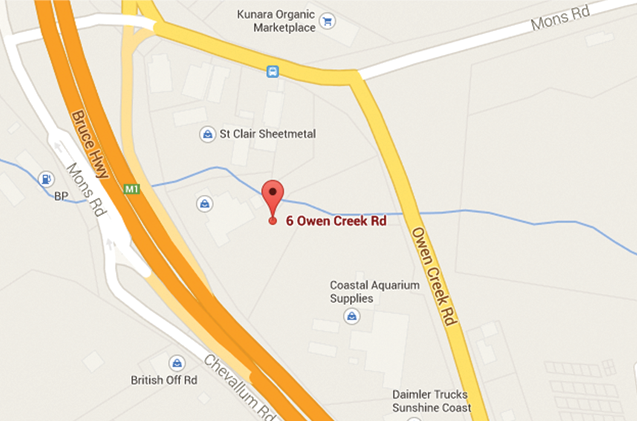 Kunara Organic
Marketplace
Mons Rd
St Clair Sheetmetal
Bruce Hwy
Mons Rd
BP
M1
6 Owen Creek Rd
Owen Creek Rd
Coastal Aquarium
Supplies
British Off Rd
Chevallum Rd
Daimler Trucks
Sunshine Coast